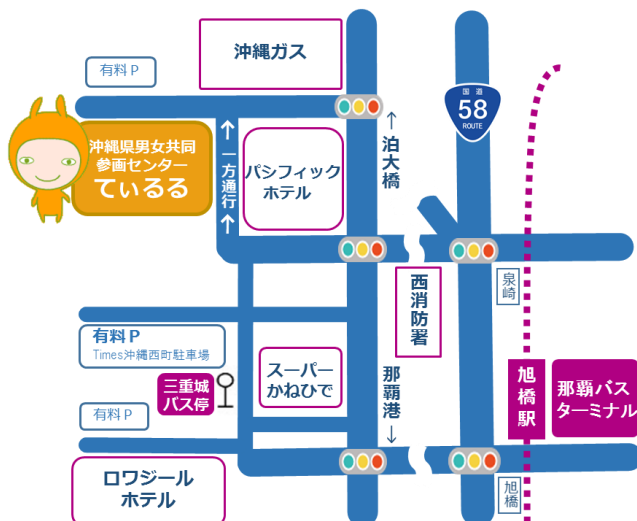 沖縄ガス
有料P
国道
58
ROUTE
沖縄県男女共同
参画センター
ているる
↑一方通行↑
パシフィック
ホテル
↑泊大橋
西消防署
泉崎
有料P
Times沖縄西町駐車場
三重城
バス停
スーパー
かねひで
那覇港↓
旭橋駅
那覇バス
ターミナル
有料P
ロワジール
ホテル
旭橋